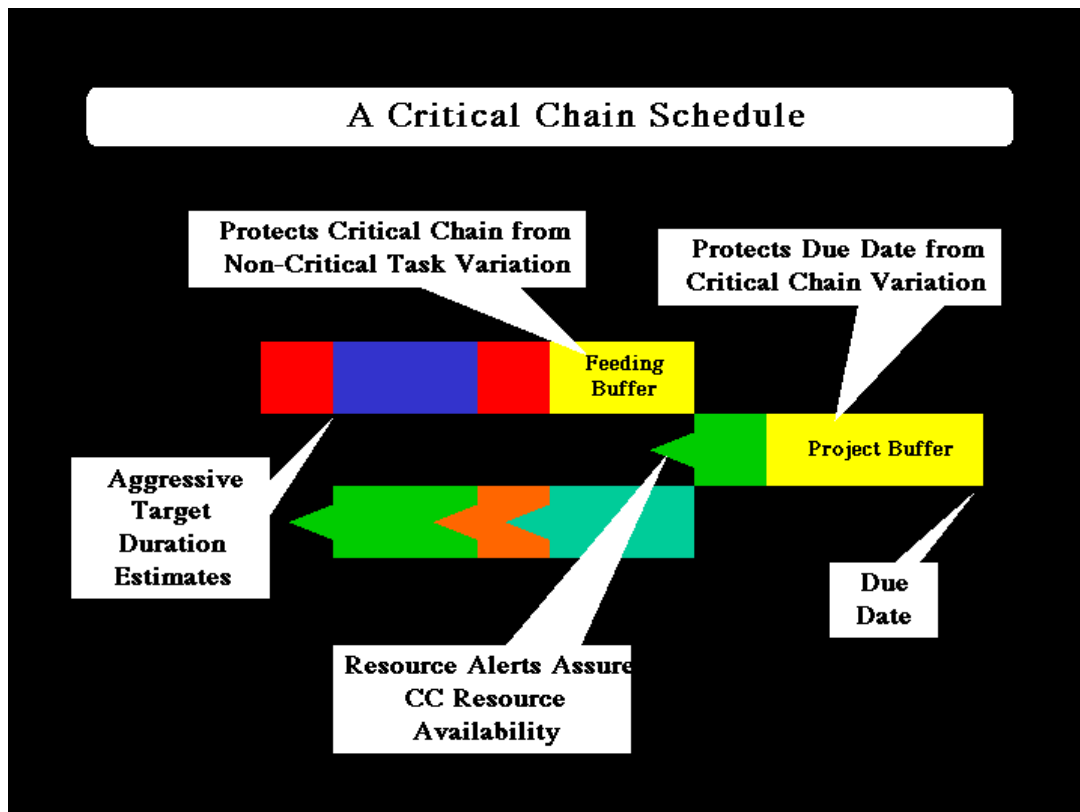 A Critical Chain Schedule
Protects Critical Chain from
Non-Critical Task Variation
Protects Due Date from
Critical Chain Variation
Feeding
Buffer
Project Buffer
Aggressive
Target
Duration
Estimates
Due
Date
Resource Alerts Assure
CC Resource
Availability